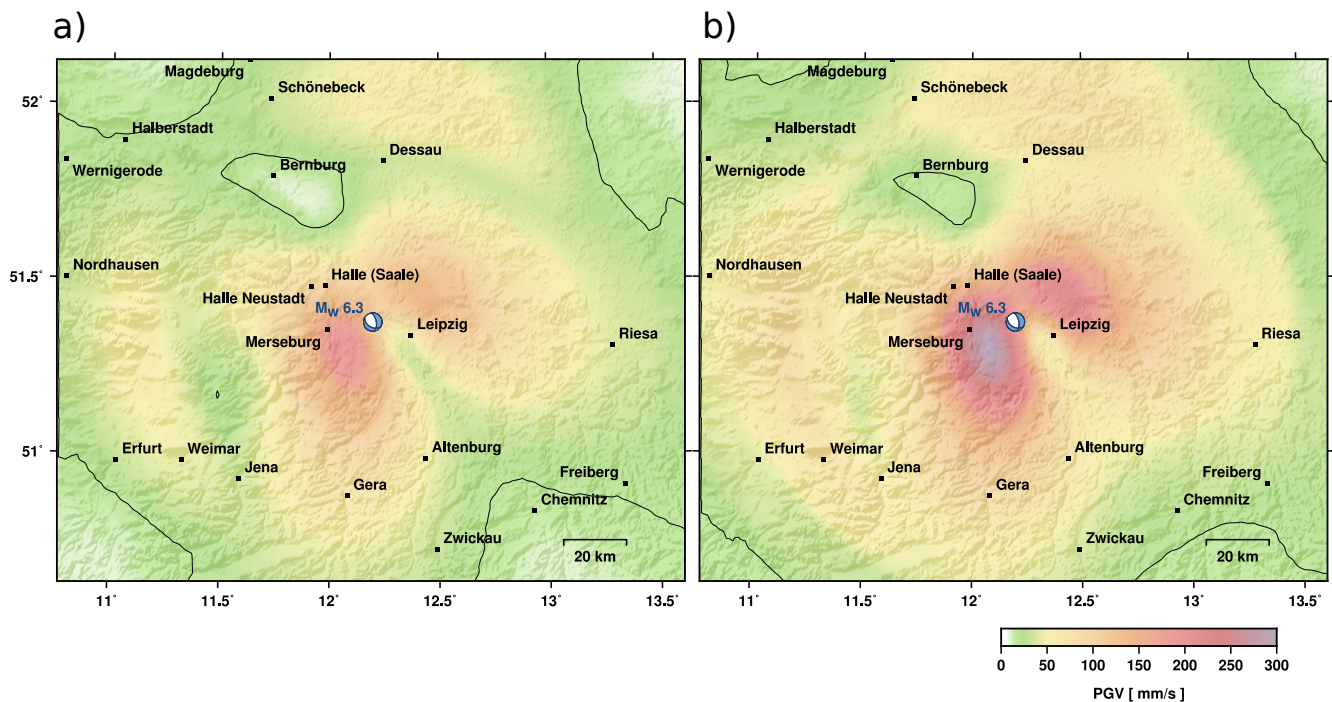 a)
Magdeburg
Schönebeck
52°
Halberstadt
Wernigerode
Bernburg
Dessau
51.5°
Nordhausen
Halle (Saale)
Halle Neustadt
MW 6.3
Merseburg
Leipzig
Riesa
51°
Erfurt
Weimar
Jena
Altenburg
Gera
Freiberg
Chemnitz
Zwickau
20 km
11°
11.5°
12°
12.5°
13°
13.5°
b)
Magdeburg
Schönebeck
Halberstadt
Wernigerode
Bernburg
Dessau
Nordhausen
Halle (Saale)
Halle Neustadt
MW 6.3
Merseburg
Leipzig
Riesa
Erfurt
Weimar
Jena
Altenburg
Gera
Freiberg
Chemnitz
Zwickau
20 km
11°
11.5°
12°
12.5°
13°
13.5°
0
50
100
150
200
250
300
PGV [ mm/s ]